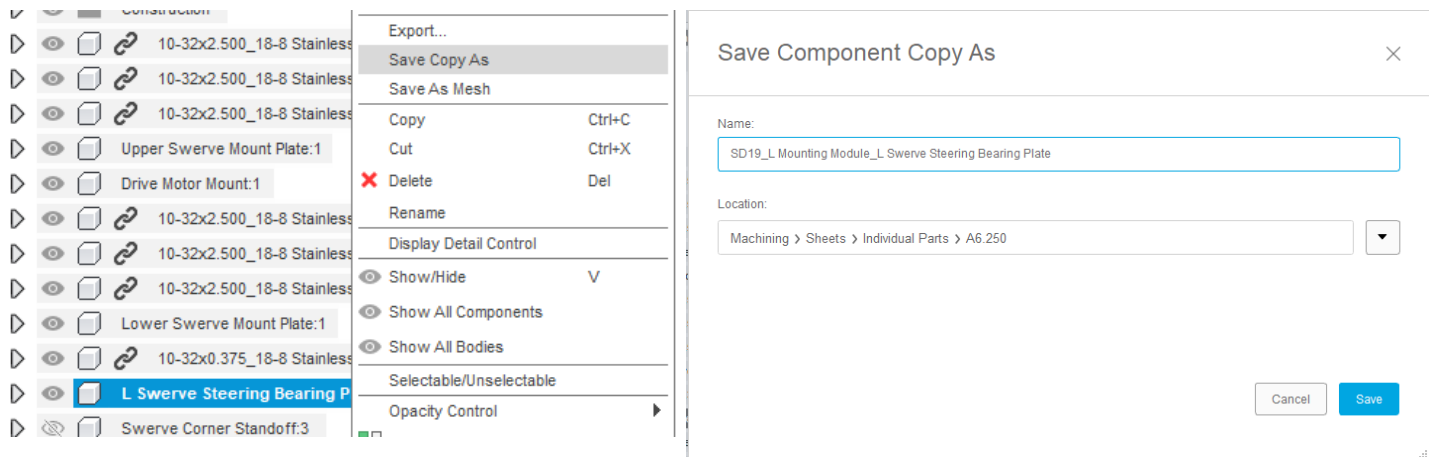 Construction
10-32x2.500_18-8 Stainless
10-32x2.500_18-8 Stainless
10-32x2.500_18-8 Stainless
Upper Swerve Mount Plate:1
Drive Motor Mount:1
10-32x2.500_18-8 Stainless
10-32x2.500_18-8 Stainless
10-32x2.500_18-8 Stainless
Lower Swerve Mount Plate:1
10-32x0.375_18-8 Stainless
L Swerve Steering Bearing P
Swerve Corner Standoff:3
Export...
Save Copy As
Save As Mesh
Copy Ctrl+C
Cut Ctrl+X
Delete Del
Rename
Display Detail Control
Show/Hide V
Show All Components
Show All Bodies
Selectable/Unselectable
Opacity Control
Save Component Copy As
Name:
SD19_L Mounting Module_L Swerve Steering Bearing Plate
Location:
Machining > Sheets > Individual Parts > A6.250
Cancel Save